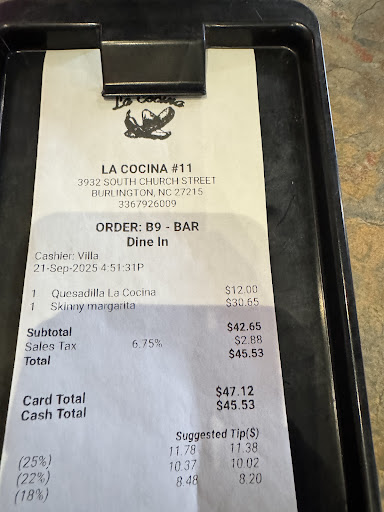 La Cocina
LA COCINA #11
3932 SOUTH CHURCH STREET
BURLINGTON, NC 27215
3367926009
ORDER: B9 - BAR
Dine In
Cashier: Villa
21-Sep-2025 4:51:31P
1 Quesadilla La Cocina $12.00
1 Skinny margarita $30.65
Subtotal $42.65
Sales Tax 6.75% $2.88
Total $45.53
Card Total $47.12
Cash Total $45.53
Suggested Tip($)
(25%) 11.78 11.38
(22%) 10.37 10.02
(18%) 8.48 8.20